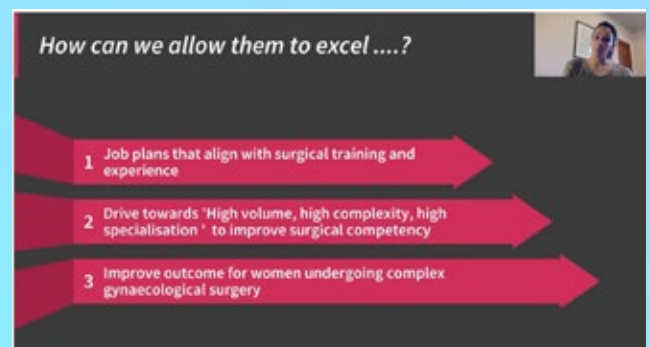 How can we allow them to excel ....?
1 Job plans that align with surgical training and
experience
2 Drive towards 'High volume, high complexity, high
specialisation ' to improve surgical competency
3 Improve outcome for women undergoing complex
gynaecological surgery